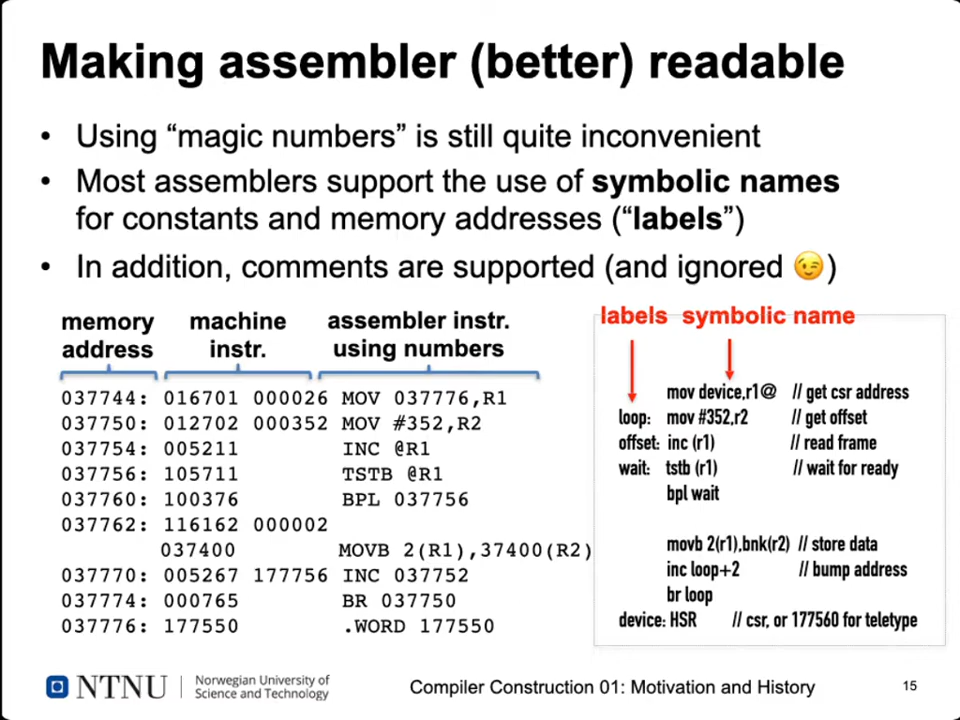 Making assembler (better) readable
• Using “magic numbers” is still quite inconvenient
• Most assemblers support the use of symbolic names
for constants and memory addresses (“labels”)
• In addition, comments are supported (and ignored 😉)
memory address
machine instr.
assembler instr. using numbers
037744: 016701 000026 MOV 037776,R1
037750: 012702 000352 MOV #352,R2
037754: 005211 INC @R1
037756: 105711 TSTB @R1
037760: 100376 BPL 037756
037762: 116162 000002
037400 MOVB 2(R1),37400(R2)
037770: 005267 177756 INC 037752
037774: 000765 BR 037750
037776: 177550 .WORD 177550
labels symbolic name
mov device,r1@ // get csr address
loop: mov #352,r2 // get offset
offset: inc (r1) // read frame
wait: tstb (r1) // wait for ready
bpl wait
movb 2(r1),bnk(r2) // store data
inc loop+2 // bump address
br loop
device: HSR // csr, or 177560 for teletype
NTNU
Norwegian University of
Science and Technology
Compiler Construction 01: Motivation and History
15